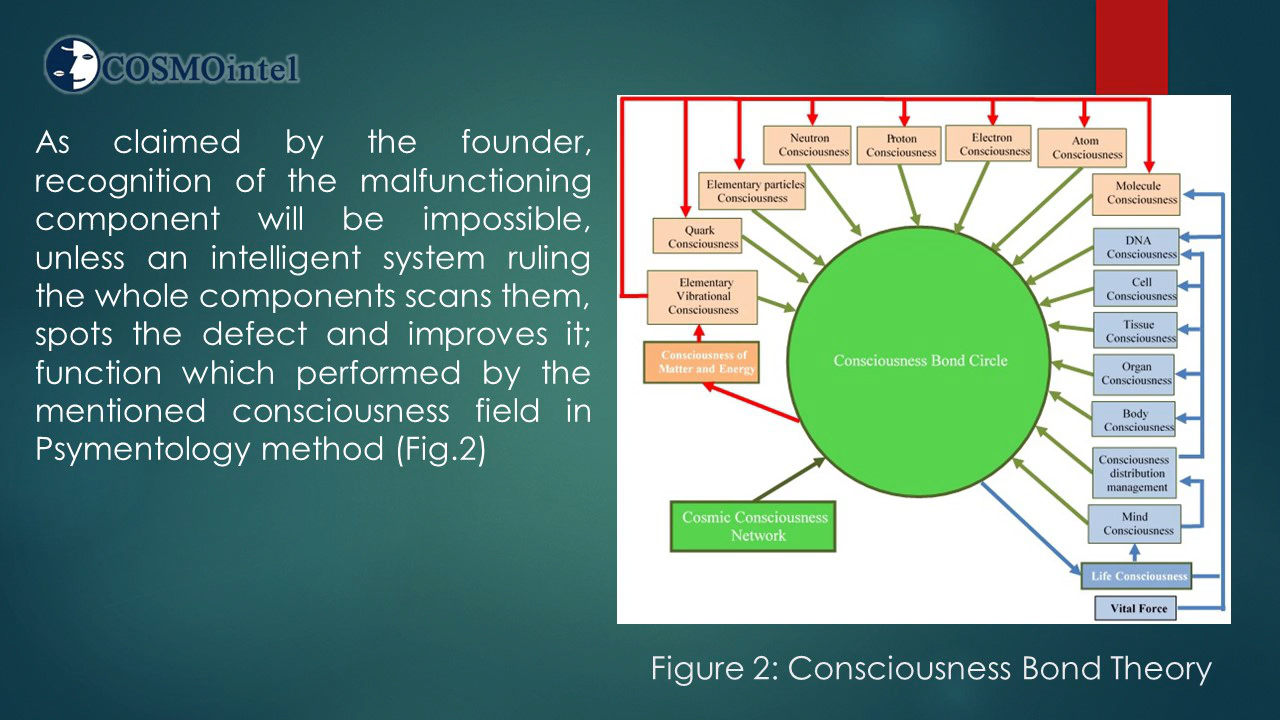 COSMOintel
As claimed by the founder,
recognition of the malfunctioning
component will be impossible,
unless an intelligent system ruling
the whole components scans them,
spots the defect and improves it;
function which performed by the
mentioned consciousness field in
Psymentology method (Fig.2)
Neutron
Consciousness
Proton
Consciousness
Electron
Consciousness
Atom
Consciousness
Elementary particles
Consciousness
Molecule
Consciousness
Quark
Consciousness
DNA
Consciousness
Elementary
Vibrational
Consciousness
Cell
Consciousness
Tissue
Consciousness
Consciousness of
Matter and Energy
Consciousness Bond Circle
Organ
Consciousness
Body
Consciousness
Consciousness
distribution
management
Cosmic Consciousness
Network
Mind
Consciousness
Life Consciousness
Vital Force
Figure 2: Consciousness Bond Theory